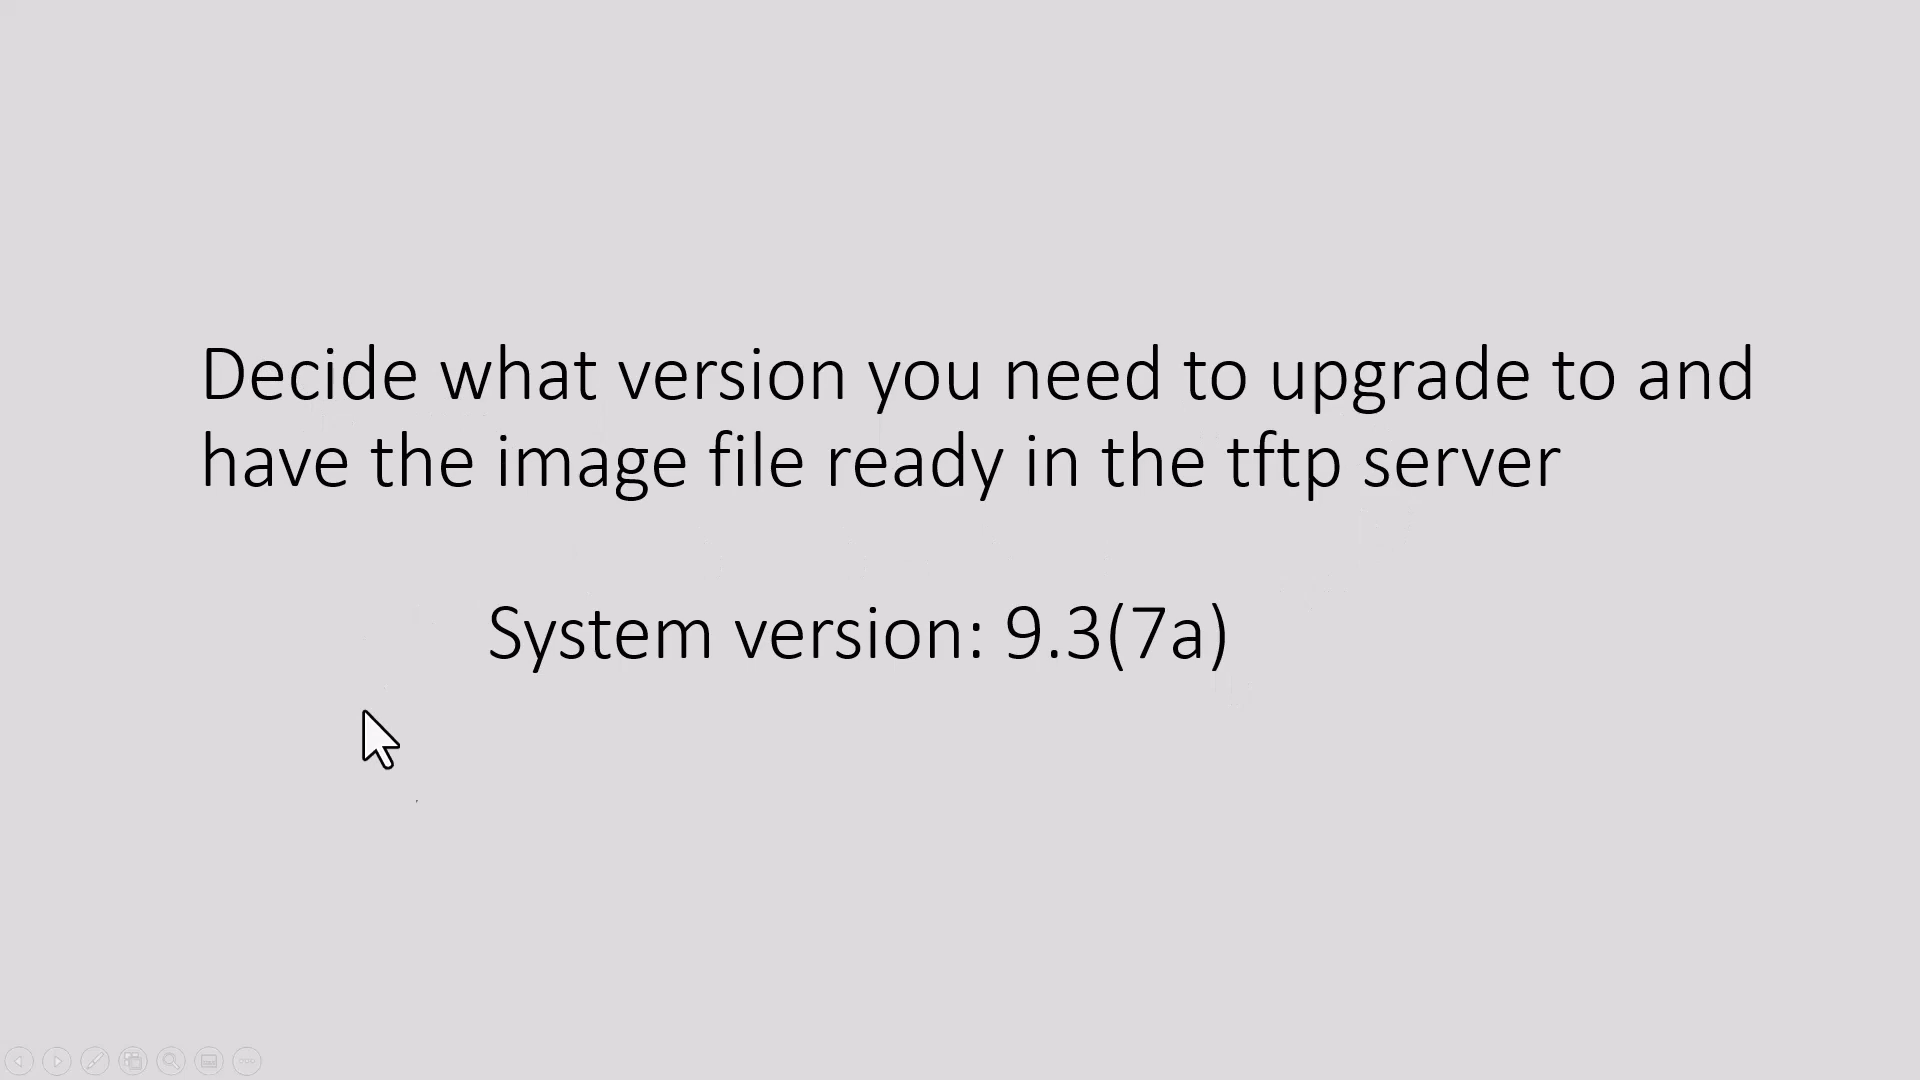 Decide what version you need to upgrade to and
have the image file ready in the tftp server
System version: 9.3(7a)